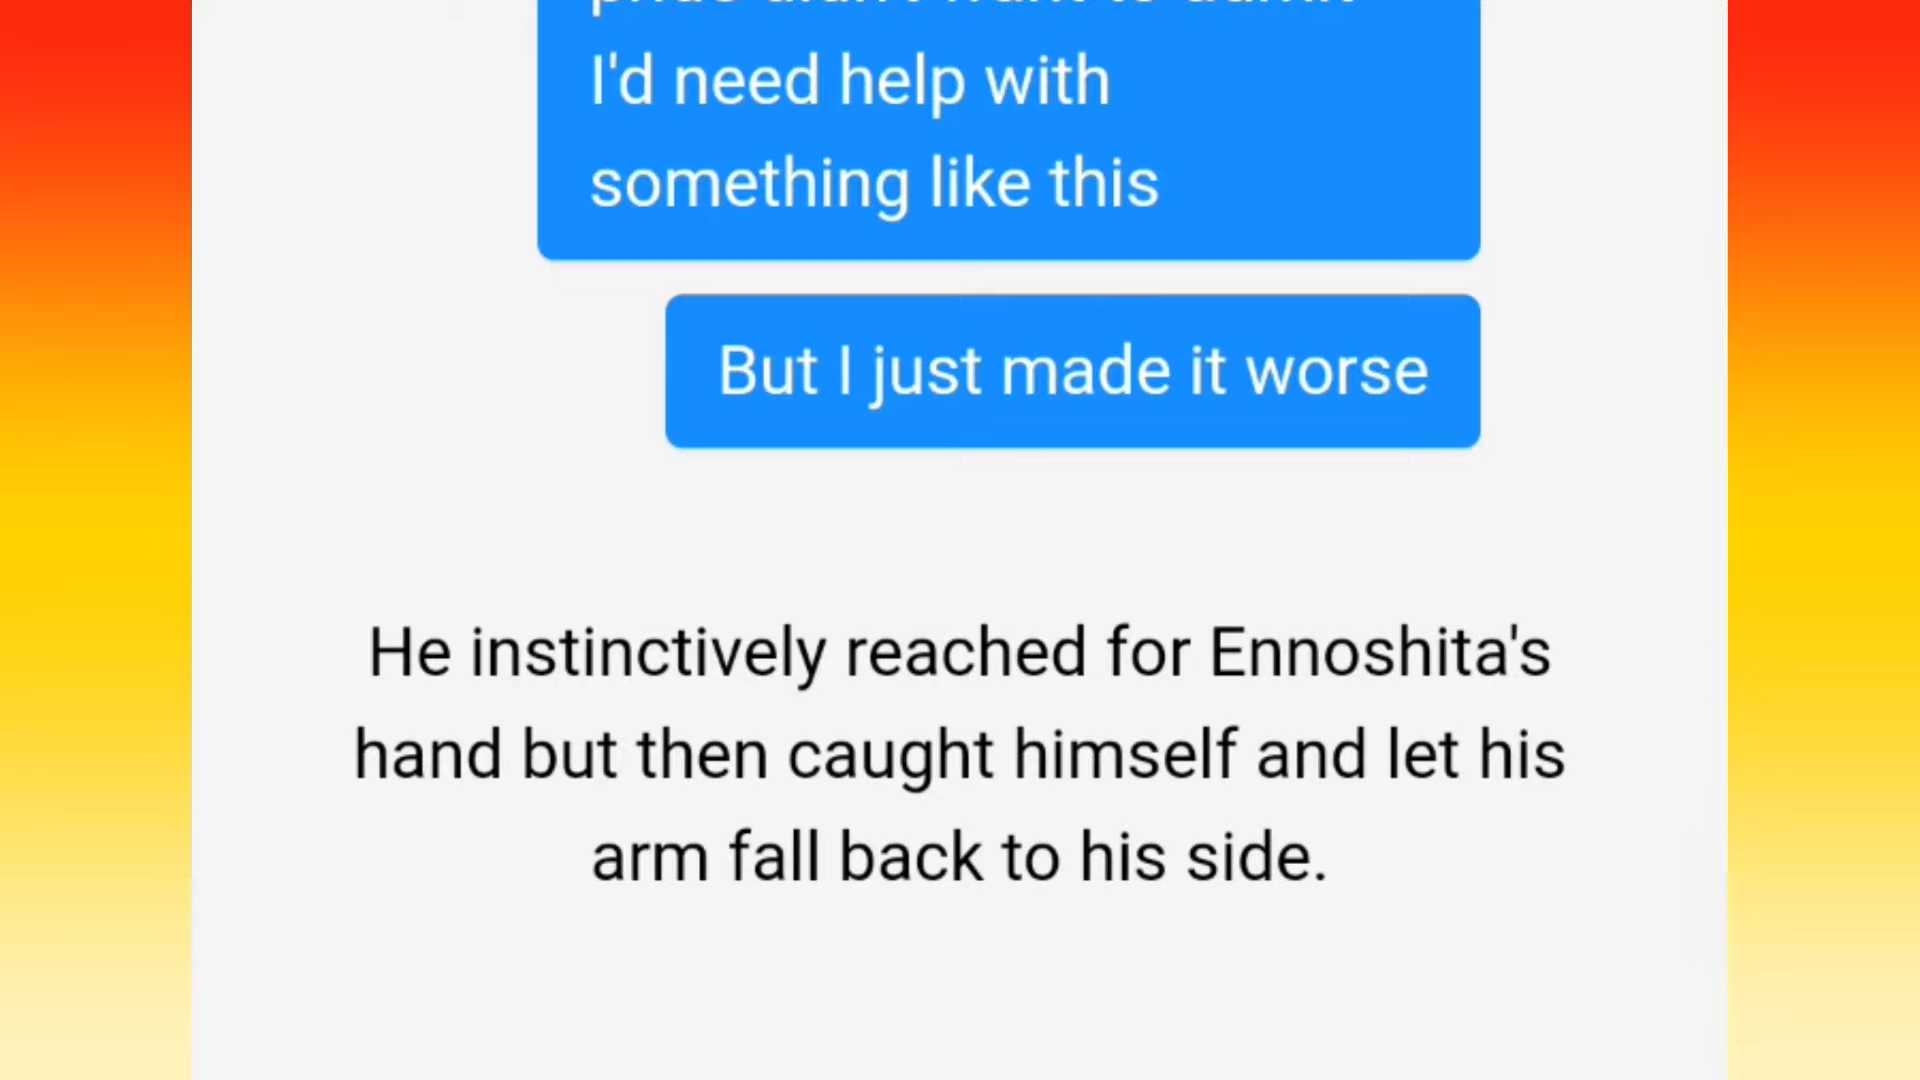 I'd need help with
something like this
But I just made it worse
He instinctively reached for Ennoshita's
hand but then caught himself and let his
arm fall back to his side.